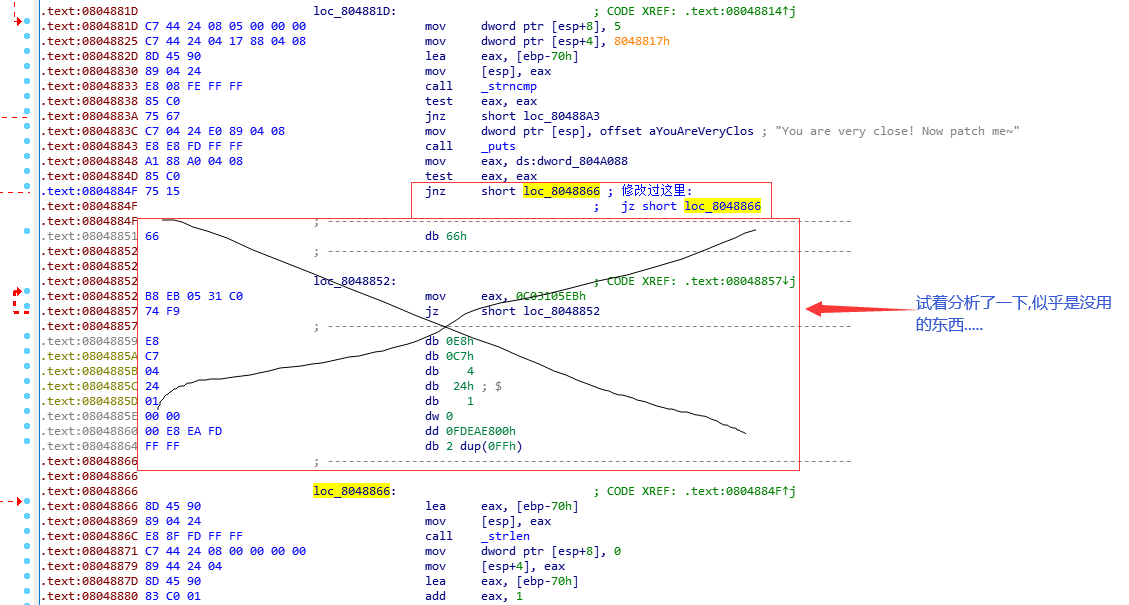 .text:0804881D loc_804881D: ; CODE XREF: .text:08048814↑j
.text:0804881D C7 44 24 08 05 00 00 00 mov dword ptr [esp+8], 5
.text:08048825 C7 44 24 04 17 88 04 08 mov dword ptr [esp+4], 8048817h
.text:0804882D 8D 45 90 lea eax, [ebp-70h]
.text:08048830 89 04 24 mov [esp], eax
.text:08048833 E8 08 FE FF FF call _strncmp
.text:08048838 85 C0 test eax, eax
.text:0804883A 75 67 jnz short loc_80488A3
.text:0804883C C7 04 24 E0 89 04 08 mov dword ptr [esp], offset aYouAreVeryClos ; "You are very close! Now patch me~"
.text:08048843 E8 E8 FD FF FF call _puts
.text:08048848 A1 88 A0 04 08 mov eax, ds:dword_804A088
.text:0804884D 85 C0 test eax, eax
.text:0804884F 75 15 jnz short loc_8048866 ; 修改过这里:
.text:0804884F ; jz short loc_8048866
.text:0804884F ; ---------------------------------------------------------------------------
.text:08048851 66 db 66h
.text:08048852 ; ---------------------------------------------------------------------------
.text:08048852
.text:08048852 loc_8048852: ; CODE XREF: .text:08048857↓j
.text:08048852 B8 EB 05 31 C0 mov eax, 0C03105EBh
.text:08048857 74 F9 jz short loc_8048852
.text:08048857 ; ---------------------------------------------------------------------------
.text:08048859 E8 db 0E8h
.text:0804885A C7 db 0C7h
.text:0804885B 04 db 4
.text:0804885C 24 db 24h ; $
.text:0804885D 01 db 1
.text:0804885E 00 00 dw 0
.text:08048860 00 E8 EA FD dd 0FDEAE800h
.text:08048864 FF FF db 2 dup(0FFh)
.text:08048866 ; ---------------------------------------------------------------------------
.text:08048866
.text:08048866 loc_8048866: ; CODE XREF: .text:0804884F↑j
.text:08048866 8D 45 90 lea eax, [ebp-70h]
.text:08048869 89 04 24 mov [esp], eax
.text:0804886C E8 8F FD FF FF call _strlen
.text:08048871 C7 44 24 08 00 00 00 00 mov dword ptr [esp+8], 0
.text:08048879 89 44 24 04 mov [esp+4], eax
.text:0804887D 8D 45 90 lea eax, [ebp-70h]
.text:08048880 83 C0 01 add eax, 1
试着分析了一下,似乎是没用
的东西.....